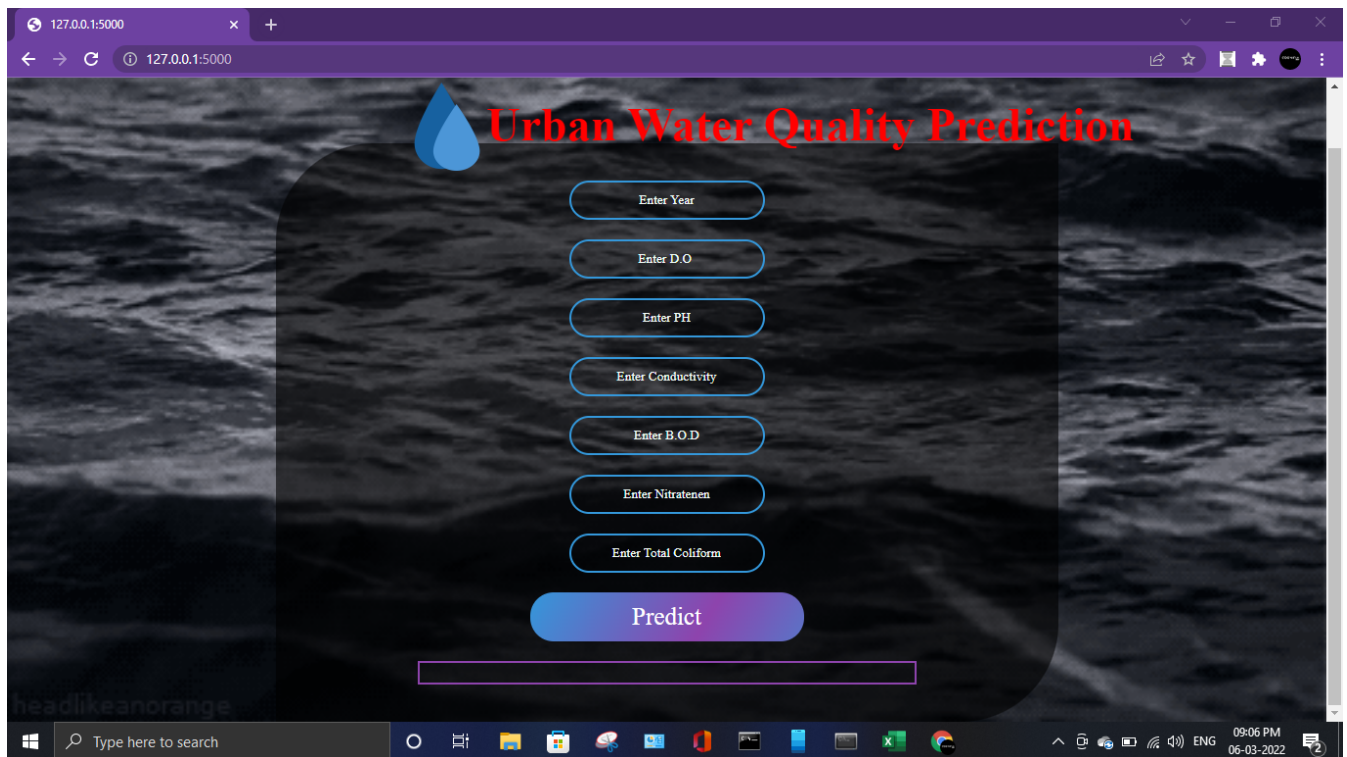 127.0.0.1:5000
127.0.0.1:5000
Urban Water Quality Prediction
Enter Year
Enter D.O
Enter PH
Enter Conductivity
Enter B.O.D
Enter Nitratenen
Enter Total Coliform
Predict
headlikeanorange
Type here to search
ENG
09:06 PM
06-03-2022
2